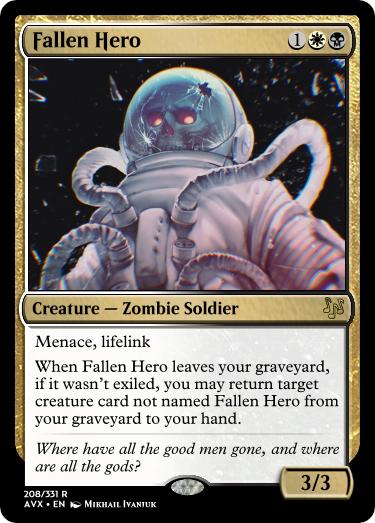 Fallen Hero
1
Creature — Zombie Soldier
Menace, lifelink
When Fallen Hero leaves your graveyard,
if it wasn't exiled, you may return target
creature card not named Fallen Hero from
your graveyard to your hand.
Where have all the good men gone, and where
are all the gods?
3/3
208/331 R
AVX • EN Mikhail Ivaniuk